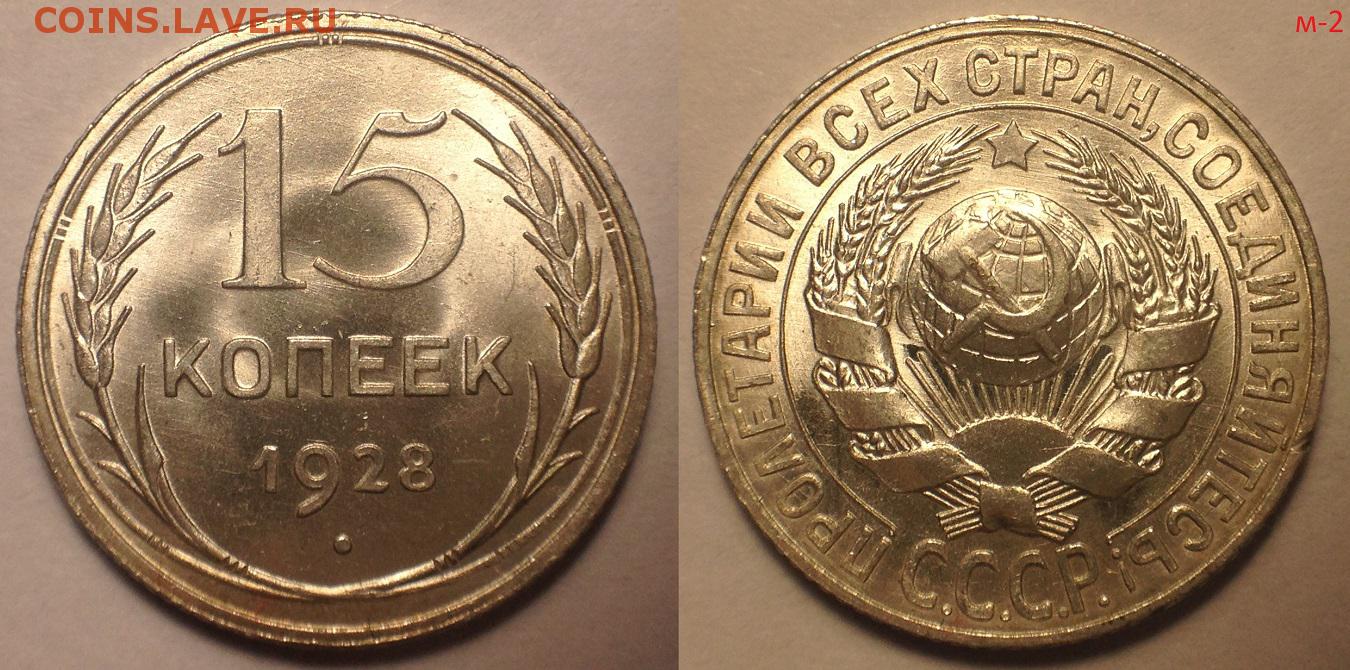 COINS.LAVE.RU
м-2
15
КОПЕЕК
1928
ПРОЛЕТАРИИ ВСЕХ СТРАН, СОЕДИНЯЙТЕСЬ!
С.С.С.Р.